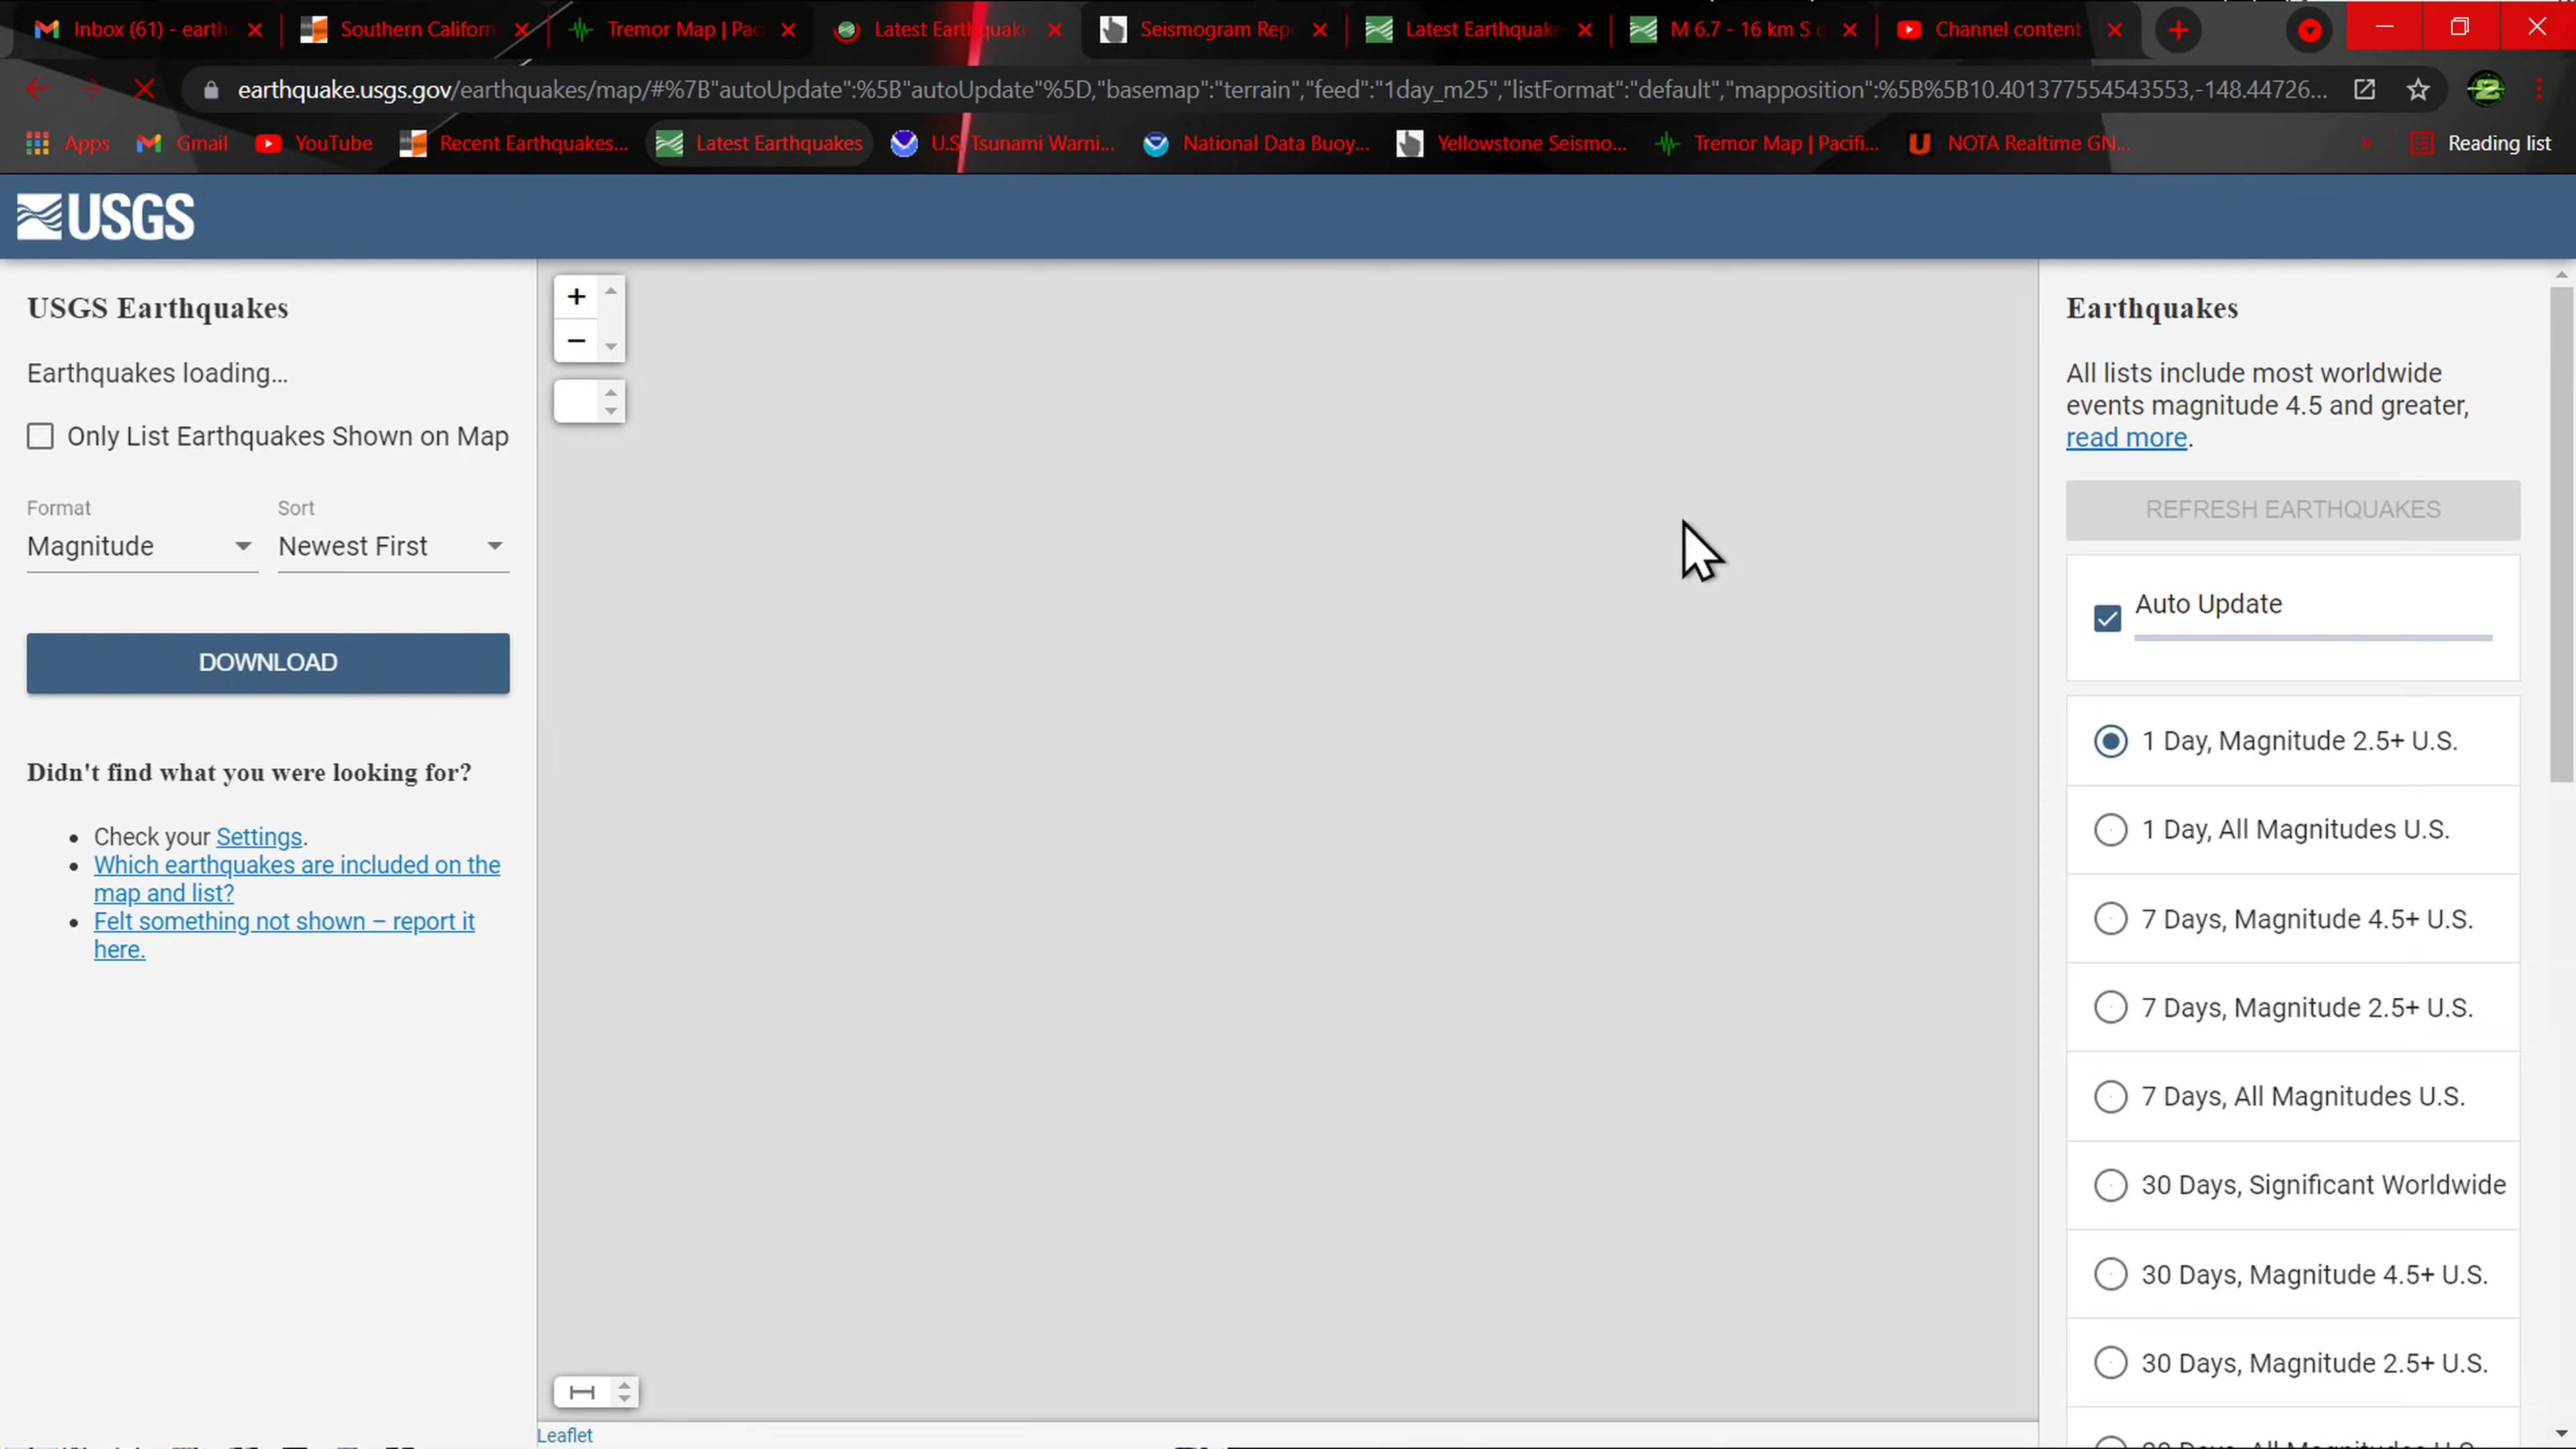 Inbox (61) - earth
Southern Californ
Tremor Map | Pac
Latest Earthquake
Seismogram Rep
Latest Earthquake
M 6.7 - 16 km S o
Channel content
earthquake.usgs.gov/earthquakes/map/#%7B"autoUpdate":%5B"autoUpdate"%5D,"basemap":"terrain","feed":"1day_m25","listFormat":"default","mapposition":%5B%5B10.401377554543553,-148.44726...
Apps
Gmail
YouTube
Recent Earthquakes...
Latest Earthquakes
U.S. Tsunami Warni...
National Data Buoy...
Yellowstone Seismo...
Tremor Map | Pacifi...
NOTA Realtime GN...
»
Reading list
USGS
USGS Earthquakes
Earthquakes loading...
Only List Earthquakes Shown on Map
Format
Sort
Magnitude
Newest First
DOWNLOAD
Didn't find what you were looking for?
• Check your Settings.
• Which earthquakes are included on the
map and list?
• Felt something not shown – report it
here.
+
−
Leaflet
Earthquakes
All lists include most worldwide
events magnitude 4.5 and greater,
read more.
REFRESH EARTHQUAKES
Auto Update
1 Day, Magnitude 2.5+ U.S.
1 Day, All Magnitudes U.S.
7 Days, Magnitude 4.5+ U.S.
7 Days, Magnitude 2.5+ U.S.
7 Days, All Magnitudes U.S.
30 Days, Significant Worldwide
30 Days, Magnitude 4.5+ U.S.
30 Days, Magnitude 2.5+ U.S.